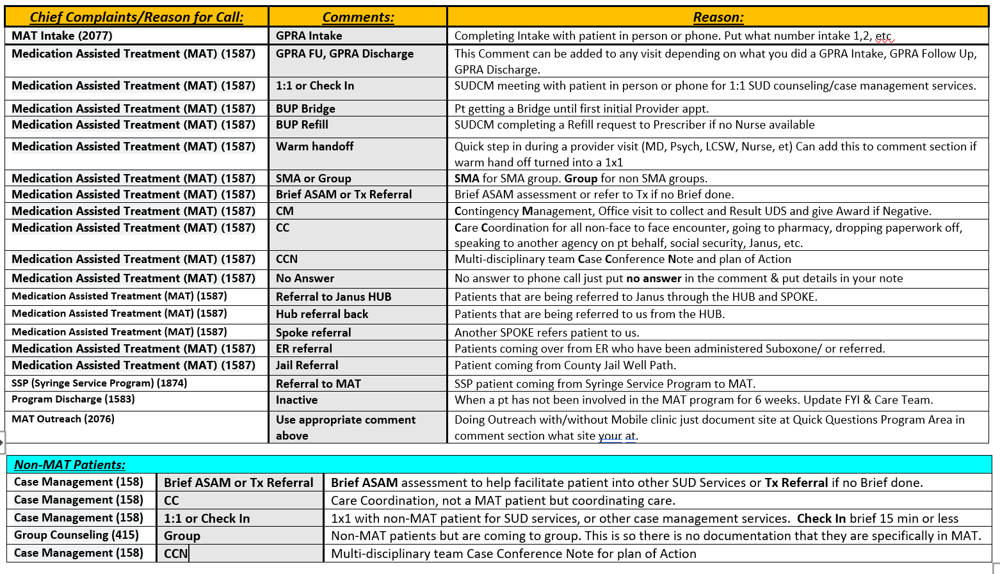 Chief Complaints/Reason for Call: Comments: Reason:
MAT Intake (2077) GPRA Intake Completing Intake with patient in person or phone. Put what number intake 1,2, etc.
Medication Assisted Treatment (MAT) (1587) GPRA FU, GPRA Discharge This Comment can be added to any visit depending on what you did a GPRA Intake, GPRA Follow Up,
GPRA Discharge.
Medication Assisted Treatment (MAT) (1587) 1:1 or Check In SUDCM meeting with patient in person or phone for 1:1 SUD counseling/case management services.
Medication Assisted Treatment (MAT) (1587) BUP Bridge Pt getting a Bridge until first initial Provider appt.
Medication Assisted Treatment (MAT) (1587) BUP Refill SUDCM completing a Refill request to Prescriber if no Nurse available
Medication Assisted Treatment (MAT) (1587) Warm handoff Quick step in during a provider visit (MD, Psych, LCSW, Nurse, et) Can add this to comment section if
warm hand off turned into a 1x1
Medication Assisted Treatment (MAT) (1587) SMA or Group SMA for SMA group. Group for non SMA groups.
Medication Assisted Treatment (MAT) (1587) Brief ASAM or Tx Referral Brief ASAM assessment or refer to Tx if no Brief done.
Medication Assisted Treatment (MAT) (1587) CM Contingency Management, Office visit to collect and Result UDS and give Award if Negative.
Medication Assisted Treatment (MAT) (1587) CC Care Coordination for all non-face to face encounter, going to pharmacy, dropping paperwork off,
speaking to another agency on pt behalf, social security, Janus, etc.
Medication Assisted Treatment (MAT) (1587) CCN Multi-disciplinary team Case Conference Note and plan of Action
Medication Assisted Treatment (MAT) (1587) No Answer No answer to phone call just put no answer in the comment & put details in your note
Medication Assisted Treatment (MAT) (1587) Referral to Janus HUB Patients that are being referred to Janus through the HUB and SPOKE.
Medication Assisted Treatment (MAT) (1587) Hub referral back Patients that are being referred to us from the HUB.
Medication Assisted Treatment (MAT) (1587) Spoke referral Another SPOKE refers patient to us.
Medication Assisted Treatment (MAT) (1587) ER referral Patients coming over from ER who have been administered Suboxone/ or referred.
Medication Assisted Treatment (MAT) (1587) Jail Referral Patient coming from County Jail Well Path.
SSP (Syringe Service Program) (1874) Referral to MAT SSP patient coming from Syringe Service Program to MAT.
Program Discharge (1583) Inactive When a pt has not been involved in the MAT program for 6 weeks. Update FYI & Care Team.
MAT Outreach (2076) Use appropriate comment Doing Outreach with/without Mobile clinic just document site at Quick Questions Program Area in
above comment section what site your at.
Non-MAT Patients:
Case Management (158) Brief ASAM or Tx Referral Brief ASAM assessment to help facilitate patient into other SUD Services or Tx Referral if no Brief done.
Case Management (158) CC Care Coordination, not a MAT patient but coordinating care.
Case Management (158) 1:1 or Check In 1x1 with non-MAT patient for SUD services, or other case management services. Check In brief 15 min or less
Group Counseling (415) Group Non-MAT patients but are coming to group. This is so there is no documentation that they are specifically in MAT.
Case Management (158) CCN Multi-disciplinary team Case Conference Note for plan of Action